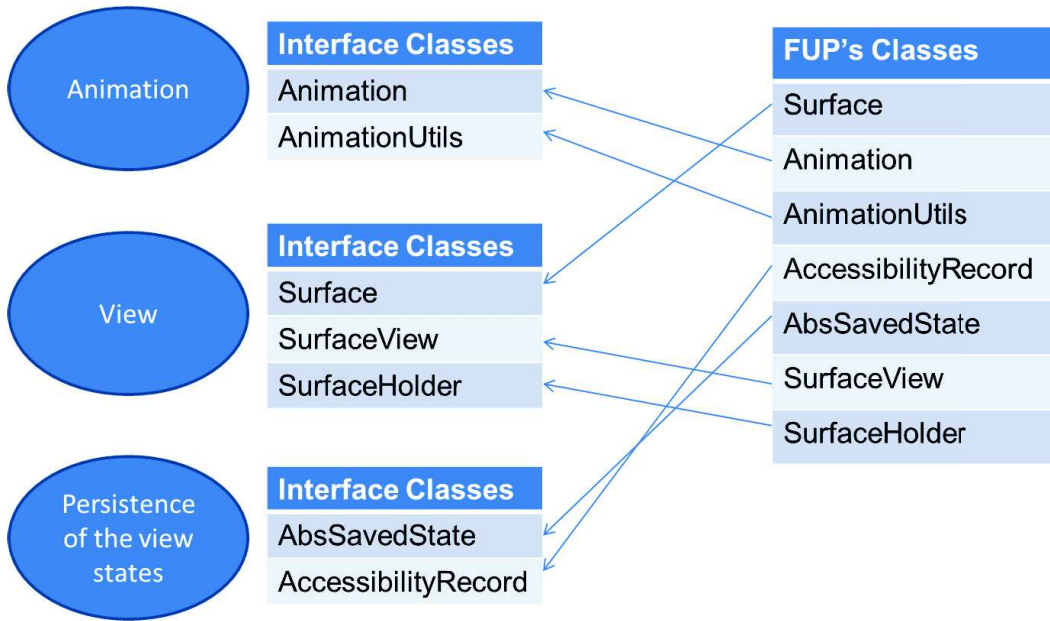 Animation
Interface Classes
Animation
AnimationUtils
View
Interface Classes
Surface
SurfaceView
SurfaceHolder
Persistence
of the view
states
Interface Classes
AbsSavedState
AccessibilityRecord
FUP's Classes
Surface
Animation
AnimationUtils
AccessibilityRecord
AbsSavedState
SurfaceView
SurfaceHolder